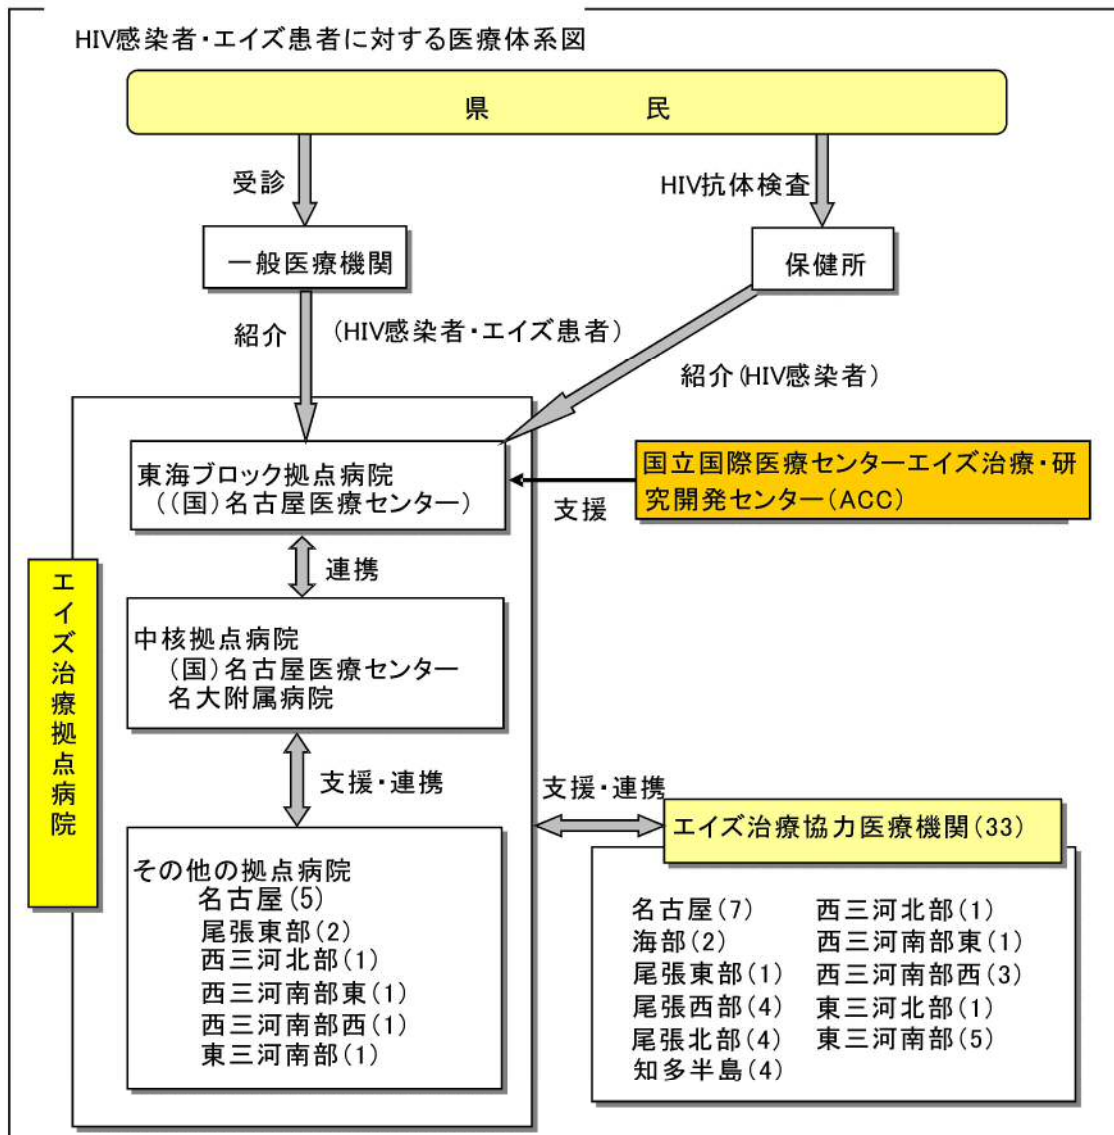 HIV感染者・エイズ患者に対する医療体系図
県　　　　民
受診
HIV抗体検査
一般医療機関
保健所
紹介
(HIV感染者・エイズ患者)
紹介(HIV感染者)
東海ブロック拠点病院
((国)名古屋医療センター)
国立国際医療センターエイズ治療・研
究開発センター(ACC)
支援
連携
エイズ治療拠点病院
中核拠点病院
(国)名古屋医療センター
名大附属病院
支援・連携
支援・連携
エイズ治療協力医療機関(33)
その他の拠点病院
名古屋(5)
尾張東部(2)
西三河北部(1)
西三河南部東(1)
西三河南部西(1)
東三河南部(1)
名古屋(7)
海部(2)
尾張東部(1)
尾張西部(4)
尾張北部(4)
知多半島(4)
西三河北部(1)
西三河南部東(1)
西三河南部西(3)
東三河北部(1)
東三河南部(5)